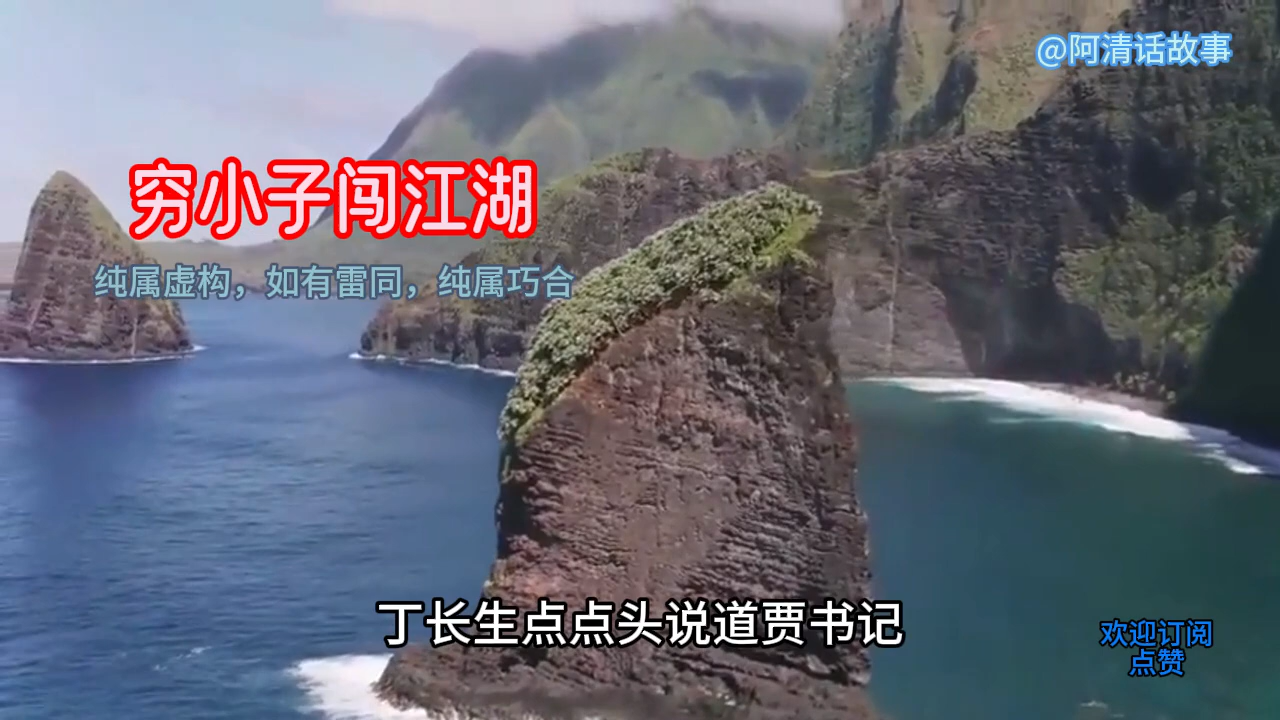 @阿清话故事
穷小子闯江湖
纯属虚构，如有雷同，纯属巧合
丁长生点点头说道贾书记
欢迎订阅
点赞